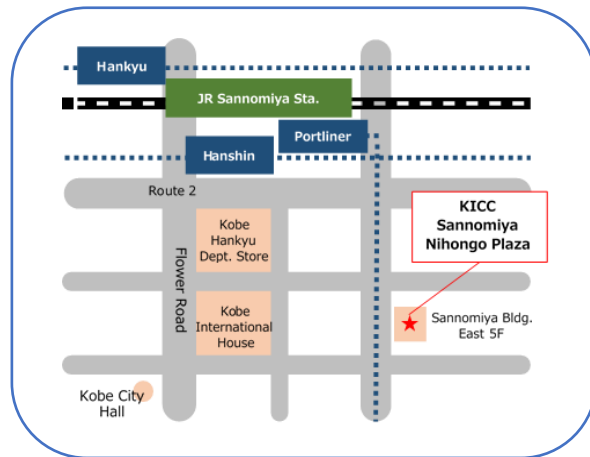 Hankyu
JR Sannomiya Sta.
Portliner
Hanshin
Route 2
KICC
Sannomiya
Nihongo Plaza
Kobe
Hankyu
Dept. Store
Flower Road
Kobe
International
House
Sannomiya Bldg.
East 5F
Kobe City
Hall